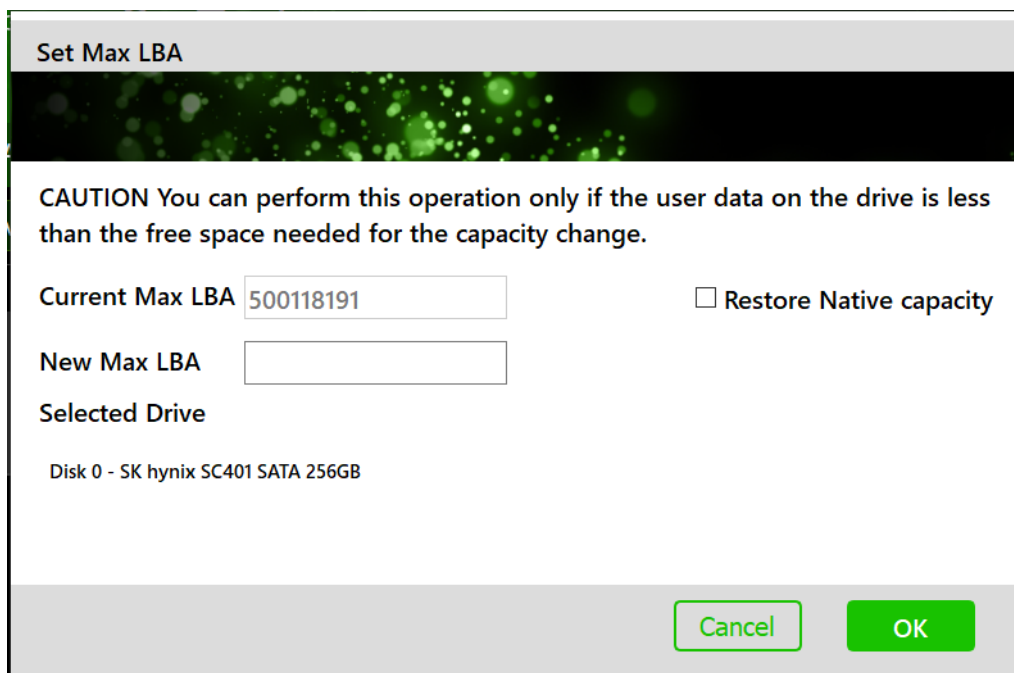 Set Max LBA
CAUTION You can perform this operation only if the user data on the drive is less
than the free space needed for the capacity change.
Current Max LBA 500118191 Restore Native capacity
New Max LBA
Selected Drive
Disk 0 - SK hynix SC401 SATA 256GB
Cancel OK